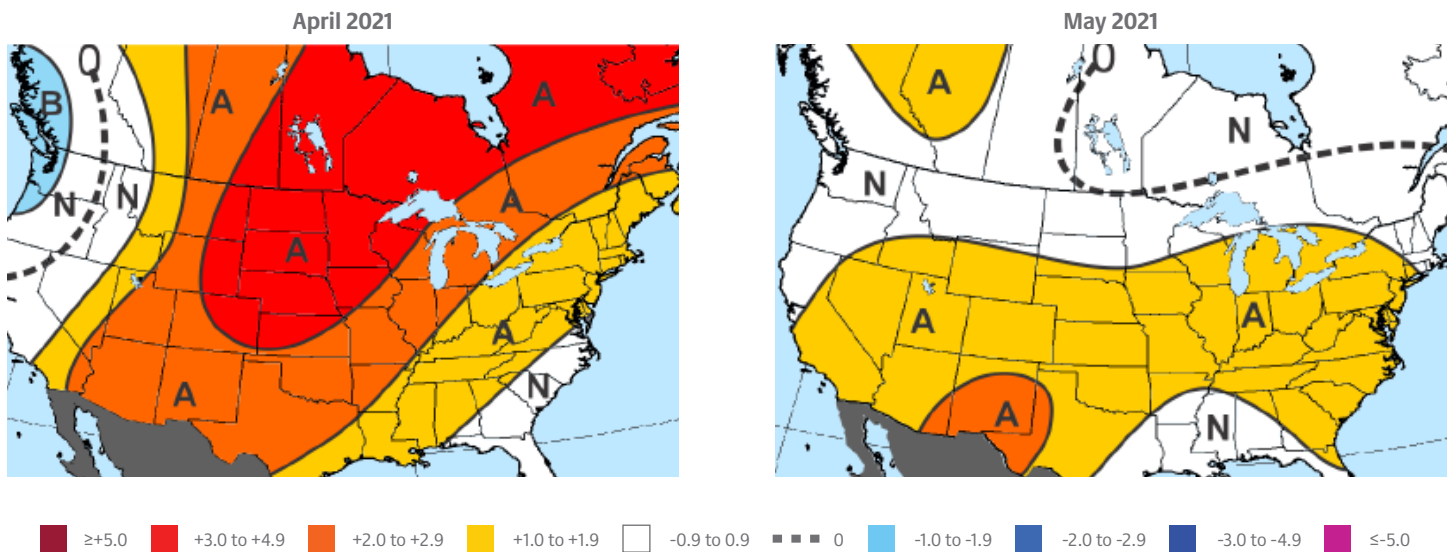 April 2021
May 2021
0
B
A
A
N
N
A
A
A
A
N
A
0
N
N
A
A
A
N
≥+5.0
+3.0 to +4.9
+2.0 to +2.9
+1.0 to +1.9
-0.9 to 0.9
0
-1.0 to -1.9
-2.0 to -2.9
-3.0 to -4.9
≤-5.0